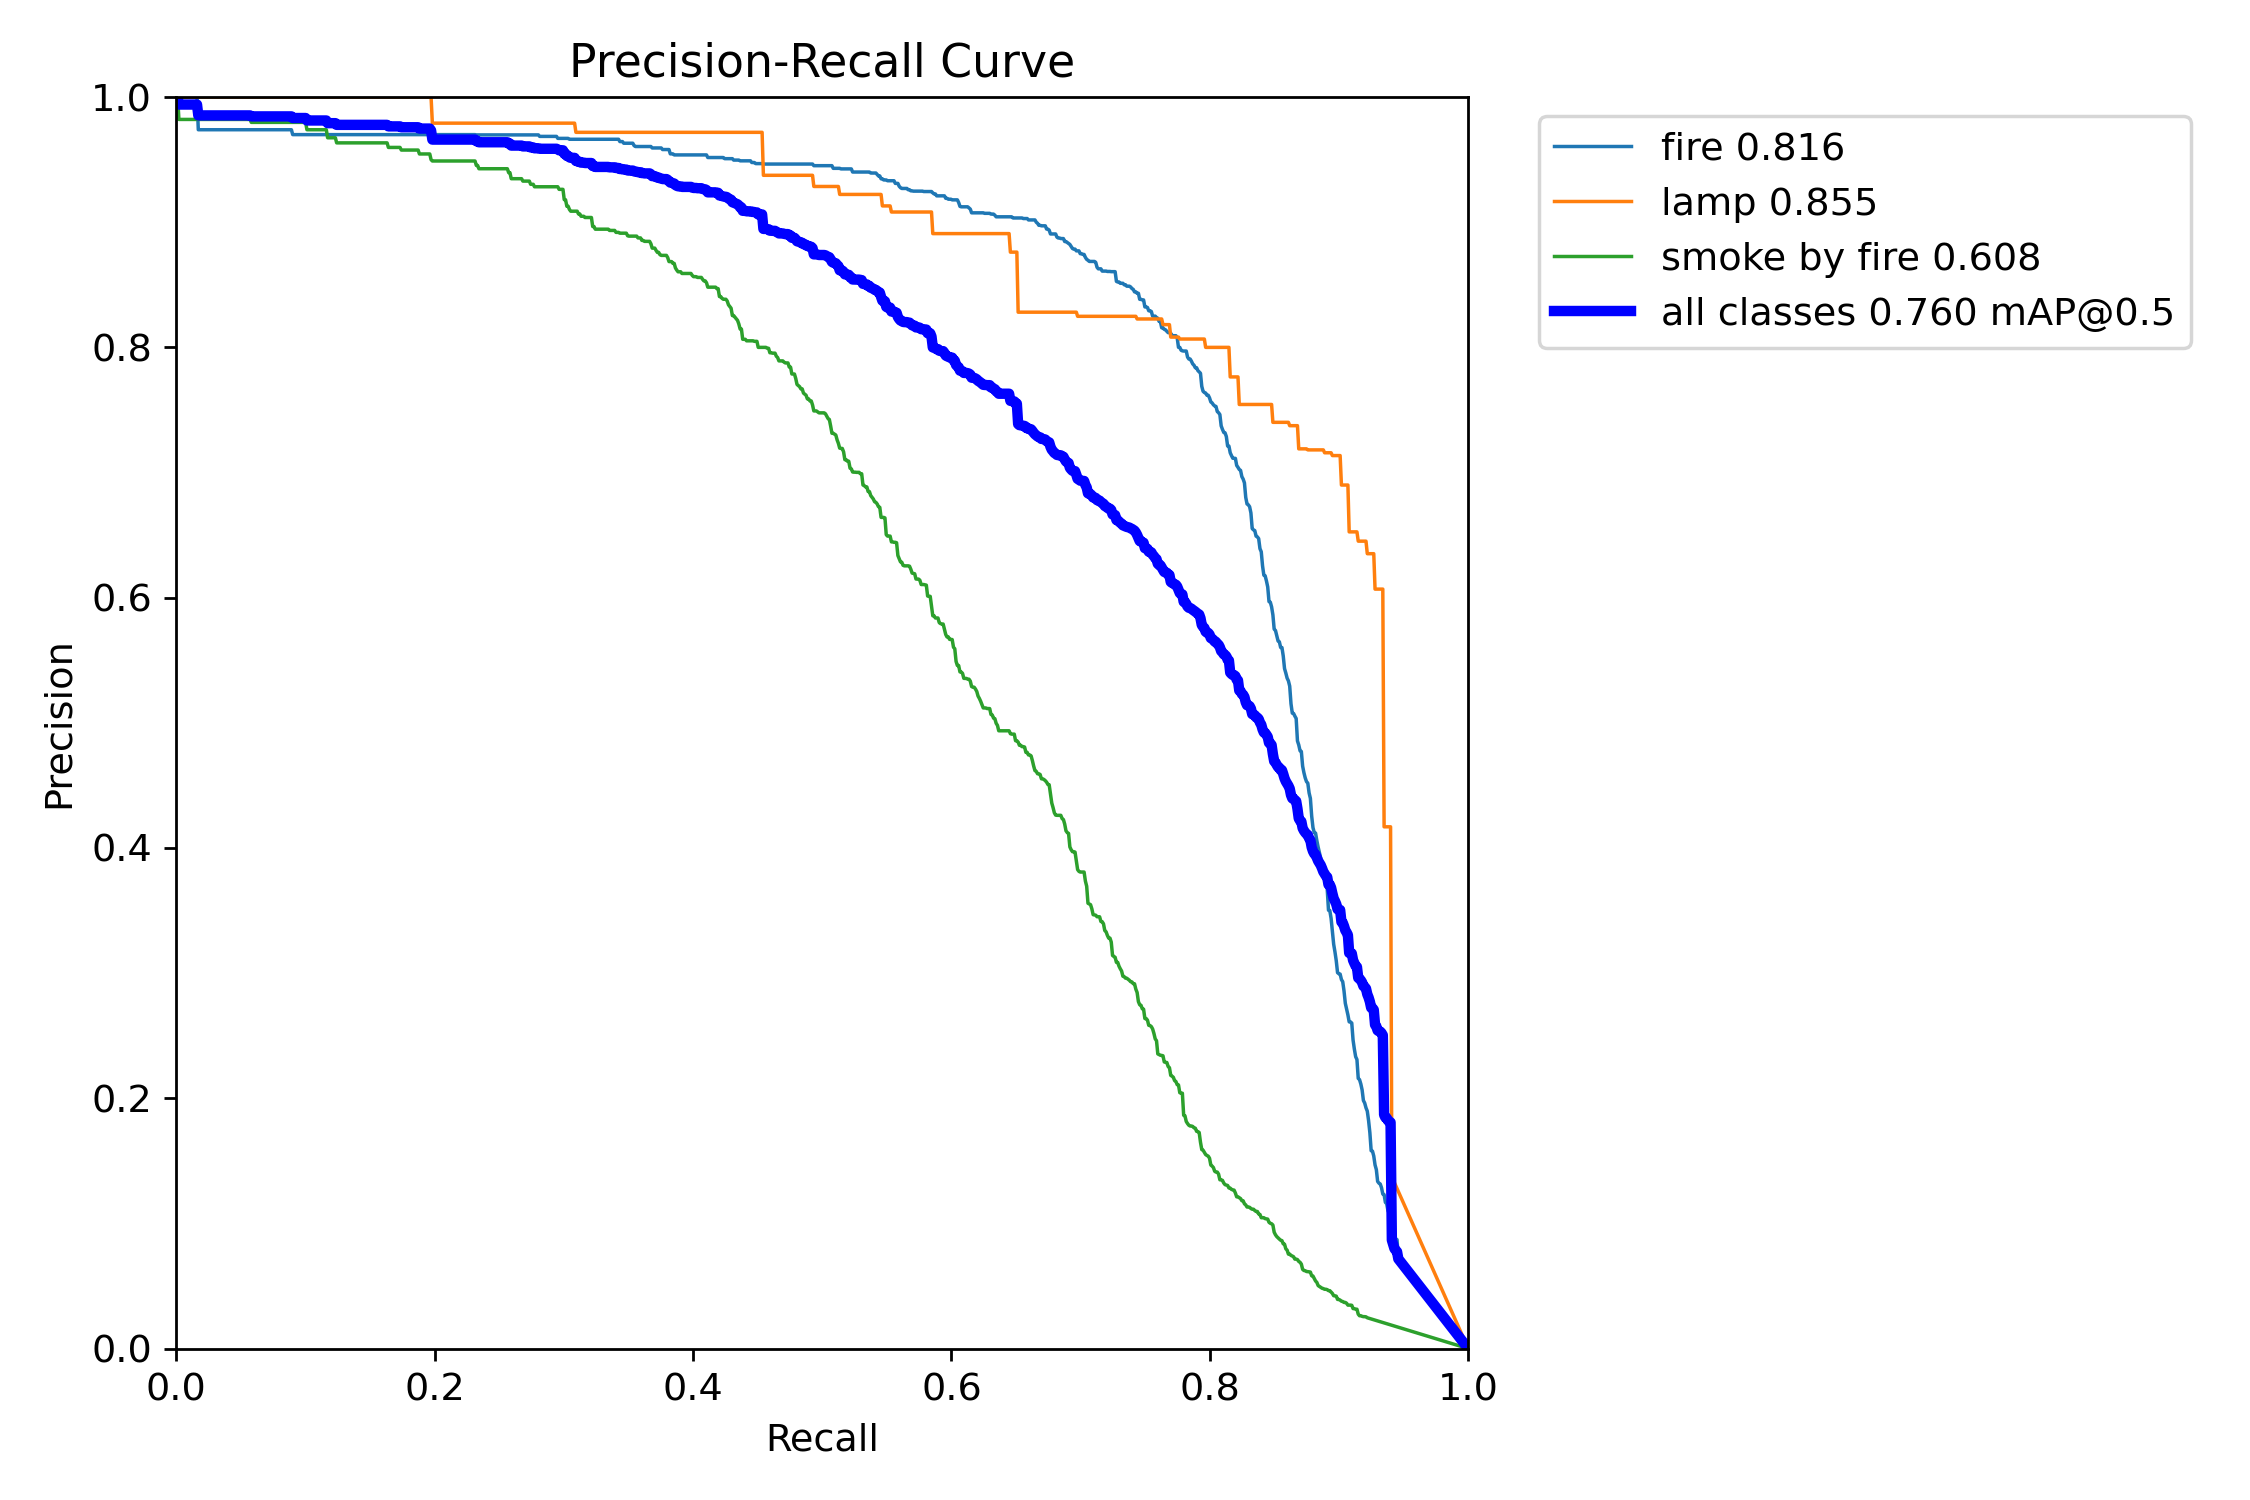 Precision-Recall Curve
fire 0.816
lamp 0.855
smoke by fire 0.608
all classes 0.760 mAP@0.5
Precision
1.0
0.8
0.6
0.4
0.2
0.0
0.0 0.2 0.4 0.6 0.8 1.0
Recall